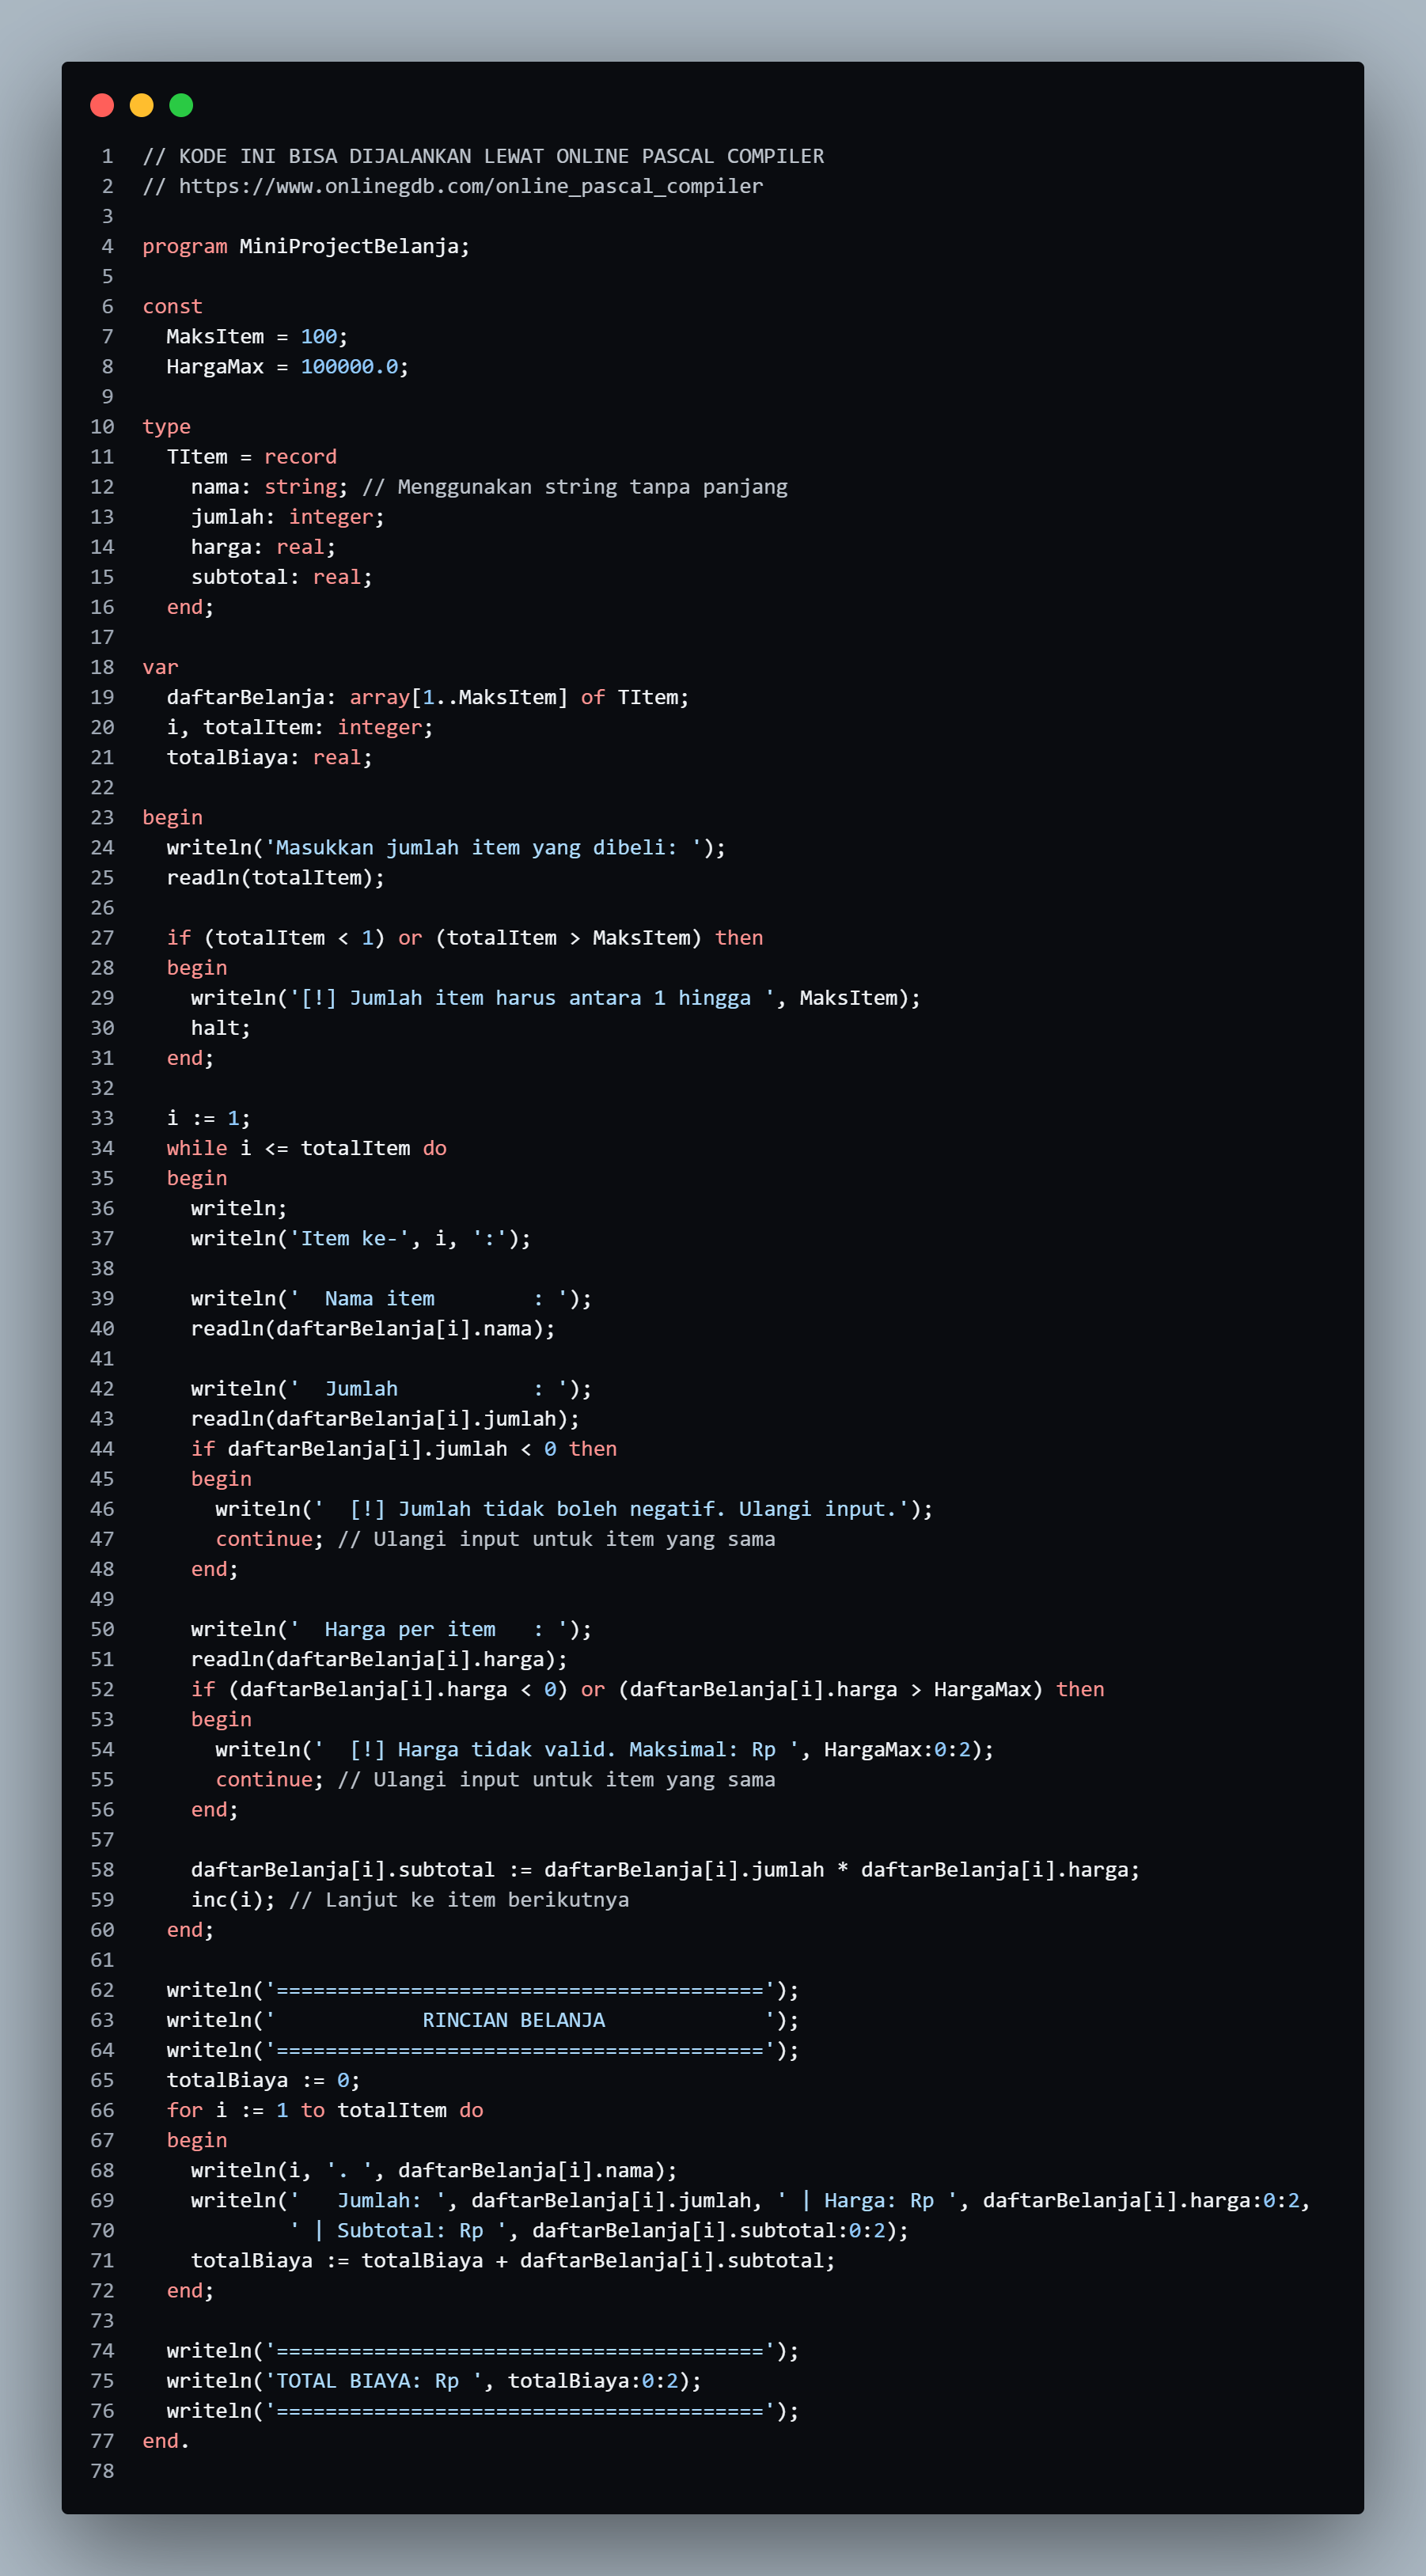 1 // KODE INI BISA DIJALANKAN LEWAT ONLINE PASCAL COMPILER
2 // https://www.onlinegdb.com/online_pascal_compiler
3
4 program MiniProjectBelanja;
5
6 const
7   MaksItem = 100;
8   HargaMax = 100000.0;
9
10 type
11   TItem = record
12     nama: string; // Menggunakan string tanpa panjang
13     jumlah: integer;
14     harga: real;
15     subtotal: real;
16   end;
17
18 var
19   daftarBelanja: array[1..MaksItem] of TItem;
20   i, totalItem: integer;
21   totalBiaya: real;
22
23 begin
24   writeln('Masukkan jumlah item yang dibeli: ');
25   readln(totalItem);
26
27   if (totalItem < 1) or (totalItem > MaksItem) then
28   begin
29     writeln('[!] Jumlah item harus antara 1 hingga ', MaksItem);
30     halt;
31   end;
32
33   i := 1;
34   while i <= totalItem do
35   begin
36     writeln;
37     writeln('Item ke-', i, ':');
38
39     writeln('  Nama item        : ');
40     readln(daftarBelanja[i].nama);
41
42     writeln('  Jumlah           : ');
43     readln(daftarBelanja[i].jumlah);
44     if daftarBelanja[i].jumlah < 0 then
45     begin
46       writeln('  [!] Jumlah tidak boleh negatif. Ulangi input.');
47       continue; // Ulangi input untuk item yang sama
48     end;
49
50     writeln('  Harga per item   : ');
51     readln(daftarBelanja[i].harga);
52     if (daftarBelanja[i].harga < 0) or (daftarBelanja[i].harga > HargaMax) then
53     begin
54       writeln('  [!] Harga tidak valid. Maksimal: Rp ', HargaMax:0:2);
55       continue; // Ulangi input untuk item yang sama
56     end;
57
58     daftarBelanja[i].subtotal := daftarBelanja[i].jumlah * daftarBelanja[i].harga;
59     inc(i); // Lanjut ke item berikutnya
60   end;
61
62   writeln('========================================');
63   writeln('            RINCIAN BELANJA             ');
64   writeln('========================================');
65   totalBiaya := 0;
66   for i := 1 to totalItem do
67   begin
68     writeln(i, '. ', daftarBelanja[i].nama);
69     writeln('   Jumlah: ', daftarBelanja[i].jumlah, ' | Harga: Rp ', daftarBelanja[i].harga:0:2,
70             ' | Subtotal: Rp ', daftarBelanja[i].subtotal:0:2);
71     totalBiaya := totalBiaya + daftarBelanja[i].subtotal;
72   end;
73
74   writeln('========================================');
75   writeln('TOTAL BIAYA: Rp ', totalBiaya:0:2);
76   writeln('========================================');
77 end.
78